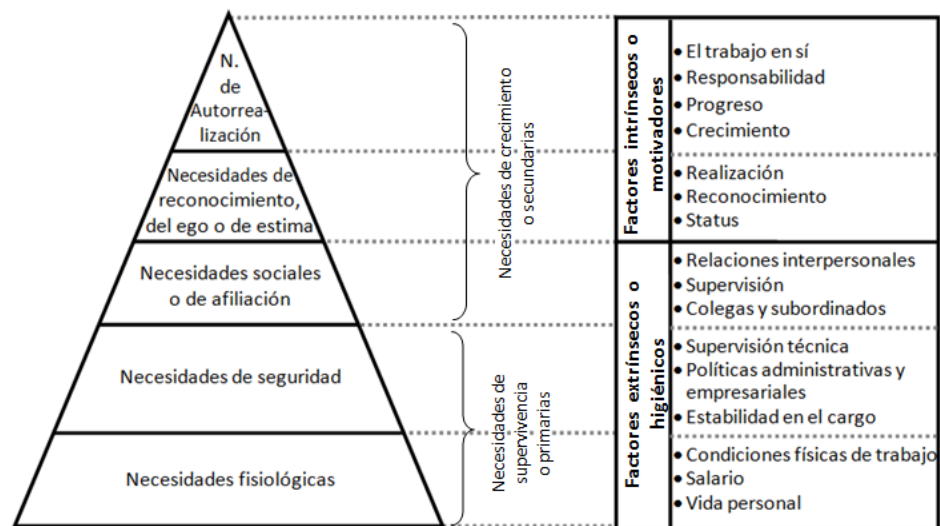 N.
de
Autorrea-
lización
Necesidades de
reconocimiento,
del ego o de estima
Necesidades sociales
o de afiliación
Necesidades de seguridad
Necesidades fisiológicas
Necesidades de crecimiento
o secundarias
Necesidades de
supervivencia
o primarias
Factores intrínsecos o
motivadores
• El trabajo en sí
• Responsabilidad
• Progreso
• Crecimiento
• Realización
• Reconocimiento
• Status
Factores extrínsecos o
higiénicos
• Relaciones interpersonales
• Supervisión
• Colegas y subordinados
• Supervisión técnica
• Políticas administrativas y
empresariales
• Estabilidad en el cargo
• Condiciones físicas de trabajo
• Salario
• Vida personal